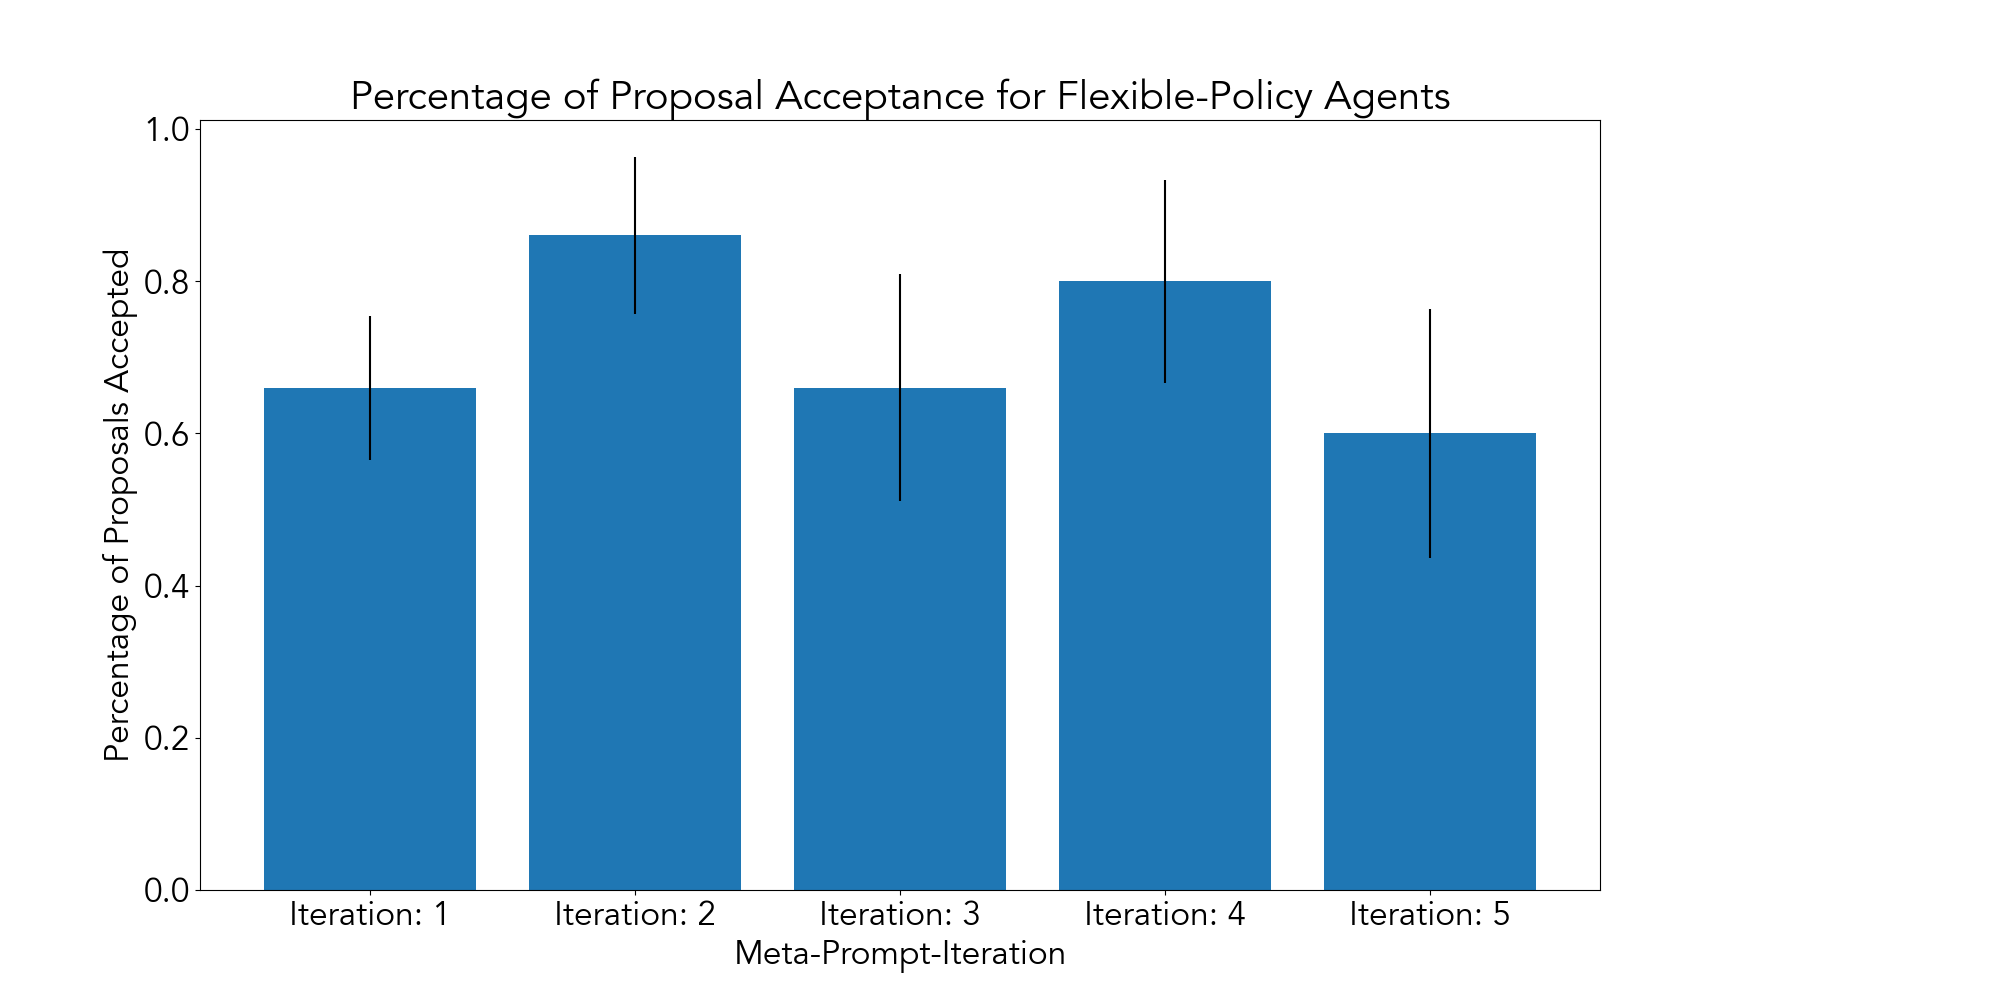 Percentage of Proposal Acceptance for Flexible-Policy Agents
Percentage of Proposals Accepted
1.0
0.8
0.6
0.4
0.2
0.0
Iteration: 1
Iteration: 2
Iteration: 3
Iteration: 4
Iteration: 5
Meta-Prompt-Iteration